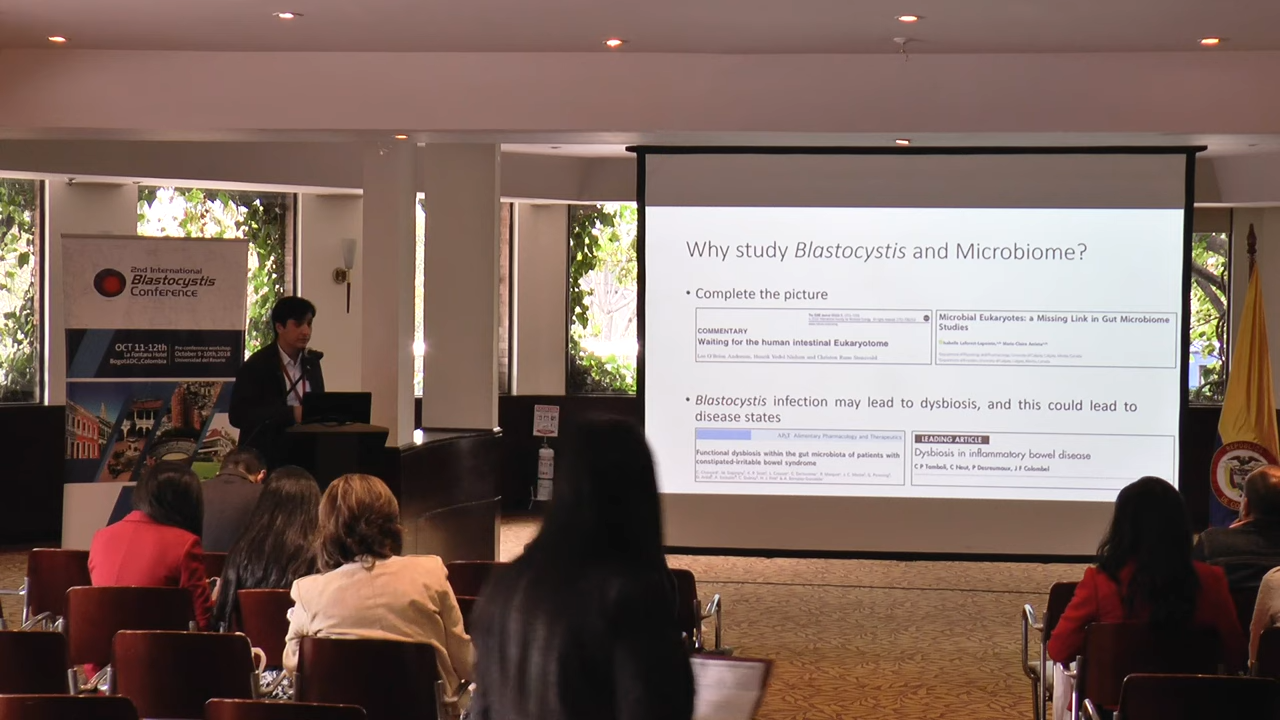 2nd International
Blastocystis
Conference
OCT 11-12th
La Fontana Hotel
Bogotá DC, Colombia
Pre-conference workshop:
October 9-10th, 2018
Universidad del Rosario
Why study Blastocystis and Microbiome?
• Complete the picture
COMMENTARY
Waiting for the human intestinal Eukaryotome
Microbial Eukaryotes: a Missing Link in Gut Microbiome
Studies
• Blastocystis infection may lead to dysbiosis, and this could lead to
disease states
AP&T Alimentary Pharmacology and Therapeutics
Functional dysbiosis within the gut microbiota of patients with
constipated-irritable bowel syndrome
LEADING ARTICLE
Dysbiosis in inflammatory bowel disease
C P Tamboli, C Neut, P Desreumaux, J F Colombel